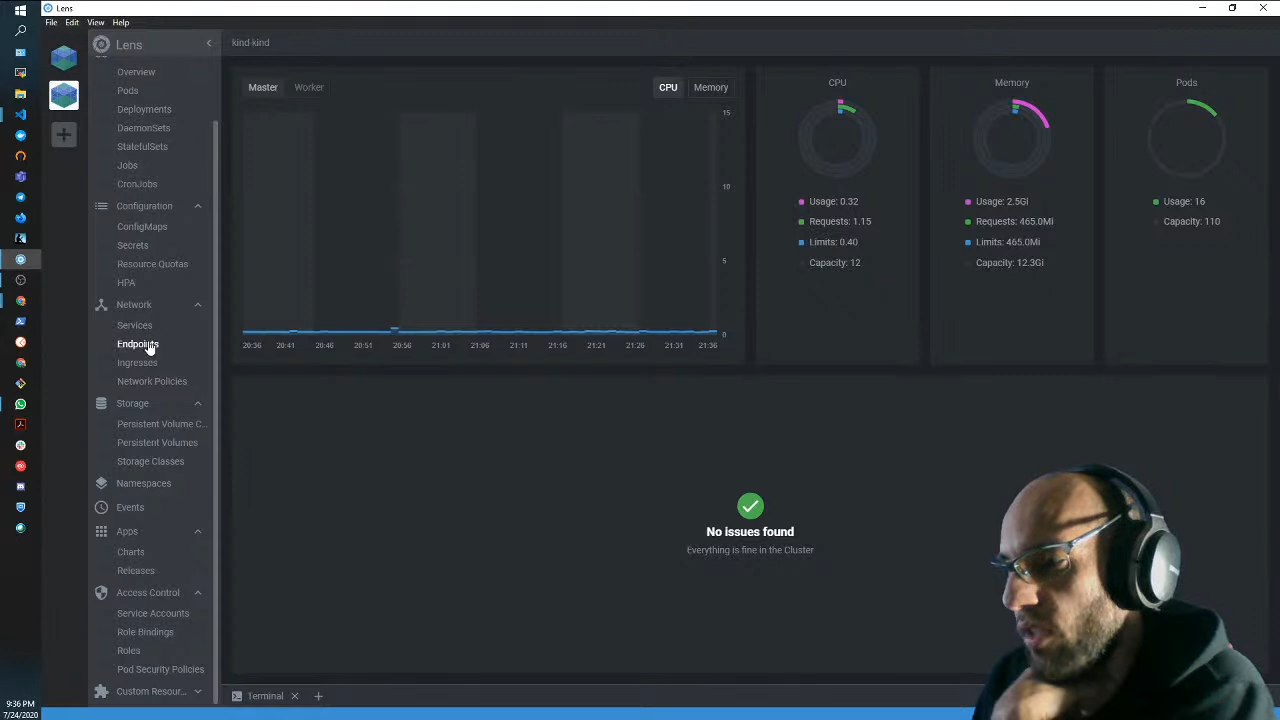 Lens
File Edit View Help
Lens
kind-kind
Overview
Pods
Deployments
DaemonSets
StatefulSets
Jobs
CronJobs
Configuration
ConfigMaps
Secrets
Resource Quotas
HPA
Network
Services
Endpoints
Ingresses
Network Policies
Storage
Persistent Volume C...
Persistent Volumes
Storage Classes
Namespaces
Events
Apps
Charts
Releases
Access Control
Service Accounts
Role Bindings
Roles
Pod Security Policies
Custom Resour...
Master Worker
CPU Memory
15
10
5
0
20:36 20:41 20:46 20:51 20:56 21:01 21:06 21:11 21:16 21:21 21:26 21:31 21:36
CPU
Usage: 0.32
Requests: 1.15
Limits: 0.40
Capacity: 12
Memory
Usage: 2.5Gi
Requests: 465.0Mi
Limits: 465.0Mi
Capacity: 12.3Gi
Pods
Usage: 16
Capacity: 110
No issues found
Everything is fine in the Cluster
Terminal
9:36 PM
7/24/2020